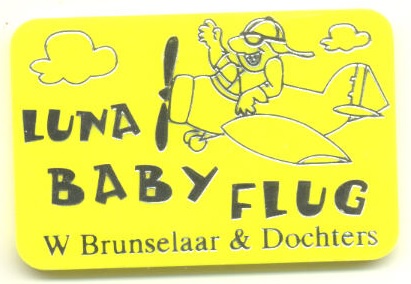 LUNA
BABY FLUG
W Brunselaar & Dochters